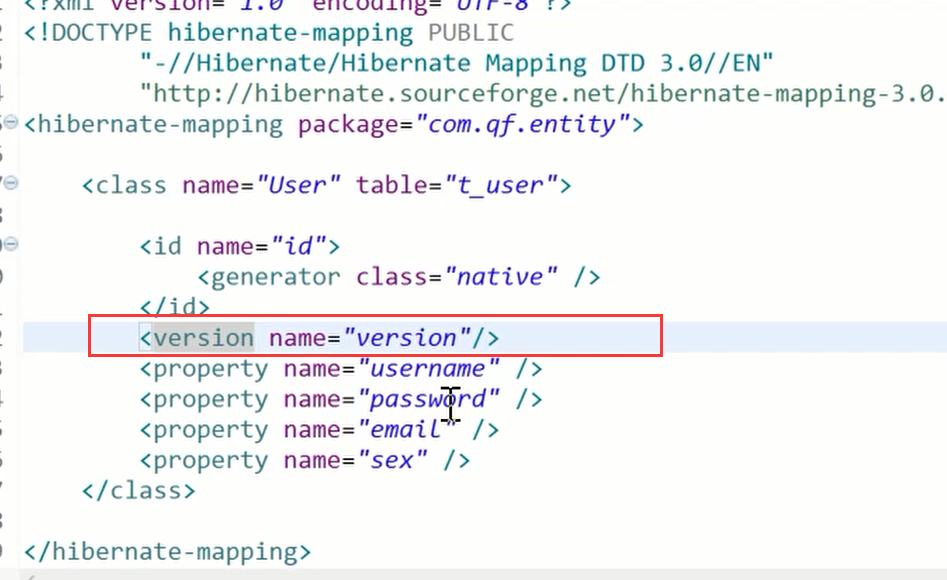 <?xml version="1.0" encoding="UTF-8"?>
<!DOCTYPE hibernate-mapping PUBLIC
"-//Hibernate/Hibernate Mapping DTD 3.0//EN"
"http://hibernate.sourceforge.net/hibernate-mapping-3.0.
<hibernate-mapping package="com.qf.entity">
<class name="User" table="t_user">
<id name="id">
<generator class="native" />
</id>
<version name="version"/>
<property name="username" />
<property name="password" />
<property name="email" />
<property name="sex" />
</class>
</hibernate-mapping>